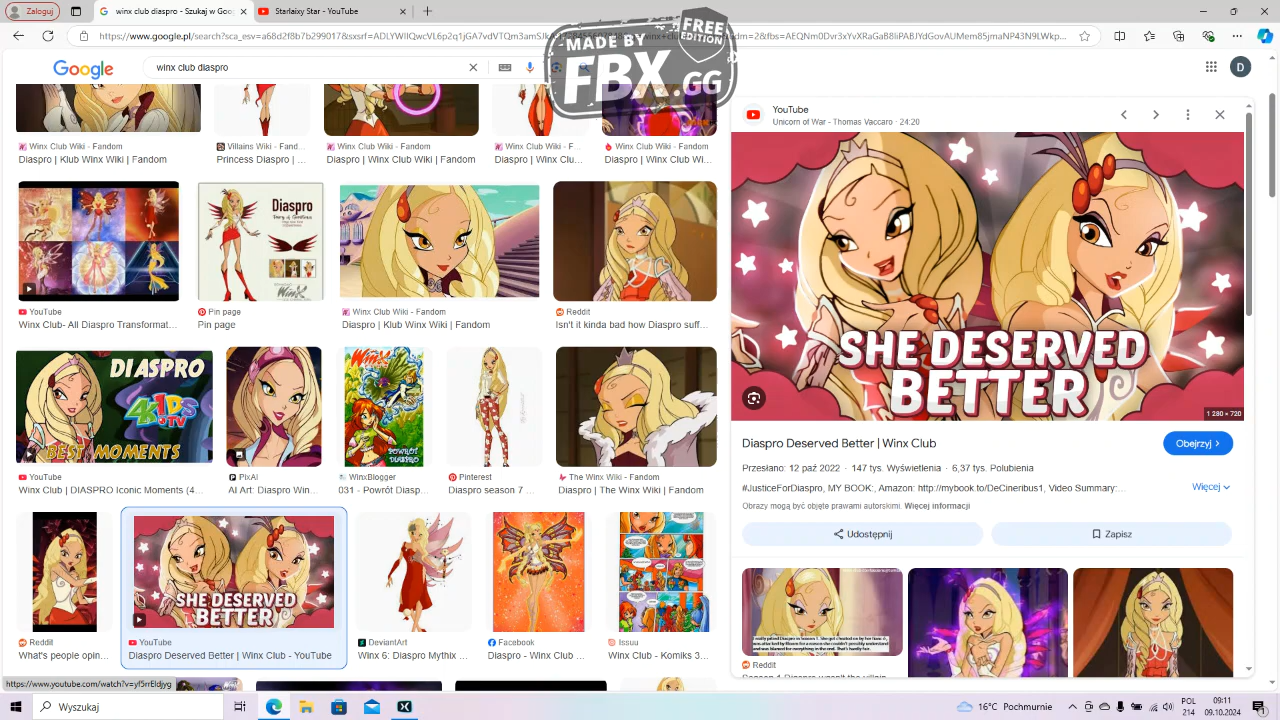 Zaloguj
diaspro winx club - Szukaj w Go
Starlaixy Star - YouTube
winx club diaspro
Google
D
MADE BY
FBX.GG
FREE
EDITION
Winx Club Wiki - Fandom
Diaspro | Klub Winx Wiki | Fandom
Villains Wiki - Fand...
Princess Diaspro | ...
Winx Club Wiki - Fandom
Diaspro | Winx Club Wiki | Fandom
Winx Club Wiki - F...
Diaspro | Winx Clu...
Winx Club Wiki - Fandom
Diaspro | Winx Club Wi...
Diaspro
YouTube
Winx Club- All Diaspro Transformat...
Pin page
Pin page
Winx Club Wiki - Fandom
Diaspro | Klub Winx Wiki | Fandom
Reddit
Isn't it kinda bad how Diaspro suff...
DIASPRO
4KIDS
BEST MOMENTS
WINX
POWRÓT
DIASPRO
YouTube
Winx Club | DIASPRO Iconic Moments (4...
PixAI
AI Art: Diaspro Win...
WinxBlogger
031 - Powrót Diasp...
Pinterest
Diaspro season 7 ...
The Winx Wiki - Fandom
Diaspro | The Winx Wiki | Fandom
SHE DESERVED
BETTER
Reddit
What's
YouTube
Diaspro Deserved Better | Winx Club - YouTube
DeviantArt
Winx 6: Diaspro Mythix ...
Facebook
Diaspro - Winx Club ...
Issuu
Winx Club - Komiks 3...
https://www.youtube.com/watch?v=yf5rEldjyg
YouTube
Unicorn of War - Thomas Vaccaro · 24:20
SHE DESERVED
BETTER
1 280 × 720
Diaspro Deserved Better | Winx Club
Obejrzyj
Przesłano: 12 paź 2022 · 147 tys. Wyświetlenia · 6,37 tys. Polubienia
#JusticeForDiaspro, MY BOOK:, Amazon: http://mybook.to/DeCineribus1, Video Summary:...
Więcej
Obrazy mogą być objęte prawami autorskimi. Więcej informacji
Udostępnij
Zapisz
Reddit
Wyszukaj
16°C Pochmurnie
POL
PL
09:11
09.10.2024